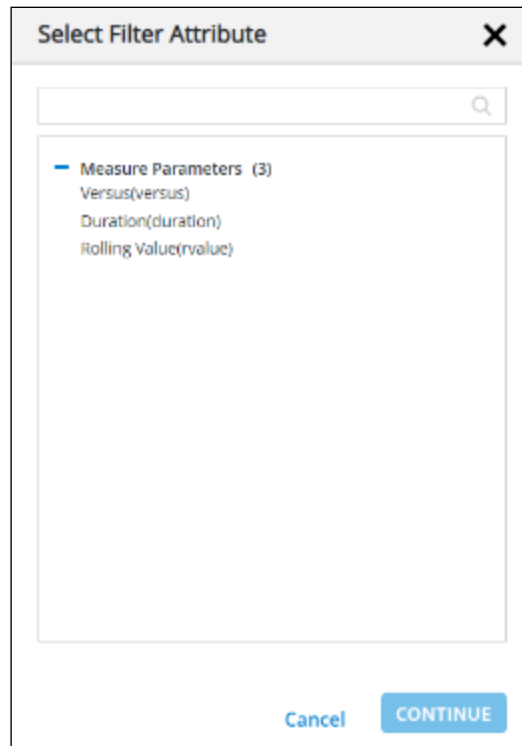 Select Filter Attribute
Measure Parameters (3)
Versus(versus)
Duration(duration)
Rolling Value(rvalue)
Cancel
CONTINUE